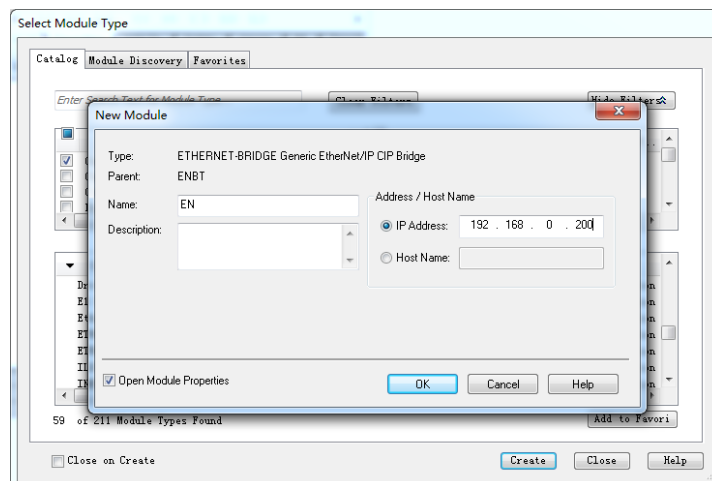 Select Module Type
Catalog Module Discovery Favorites
Enter Search Text for Module Type
Clear Filters
Hide Filters
New Module
Type: ETHERNET-BRIDGE Generic EtherNet/IP CIP Bridge
Parent: ENBT
Name: EN
Description:
Address / Host Name
IP Address: 192 . 168 . 0 . 200
Host Name:
Open Module Properties
OK Cancel Help
59 of 211 Module Types Found
Add to Favori
Close on Create
Create Close Help